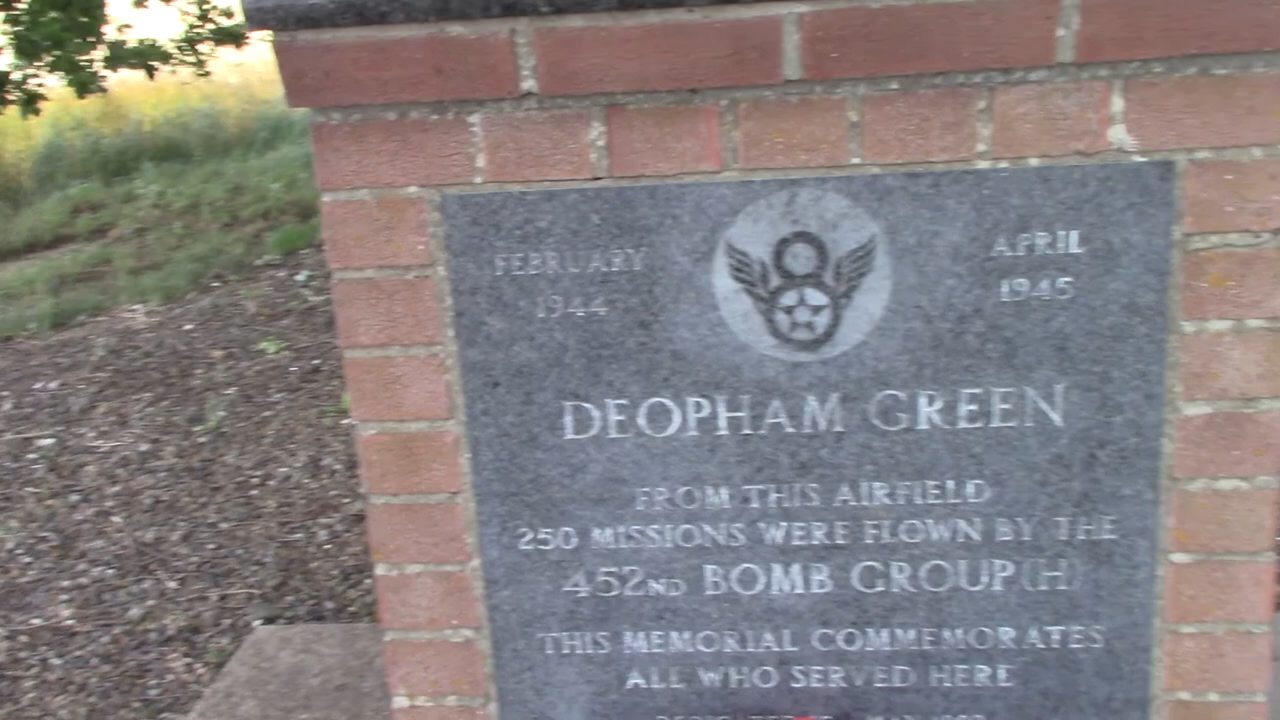 FEBRUARY
1944
APRIL
1945
DEOPHAM GREEN
FROM THIS AIRFIELD
250 MISSIONS WERE FLOWN BY THE
452ND BOMB GROUP (H)
THIS MEMORIAL COMMEMORATES
ALL WHO SERVED HERE